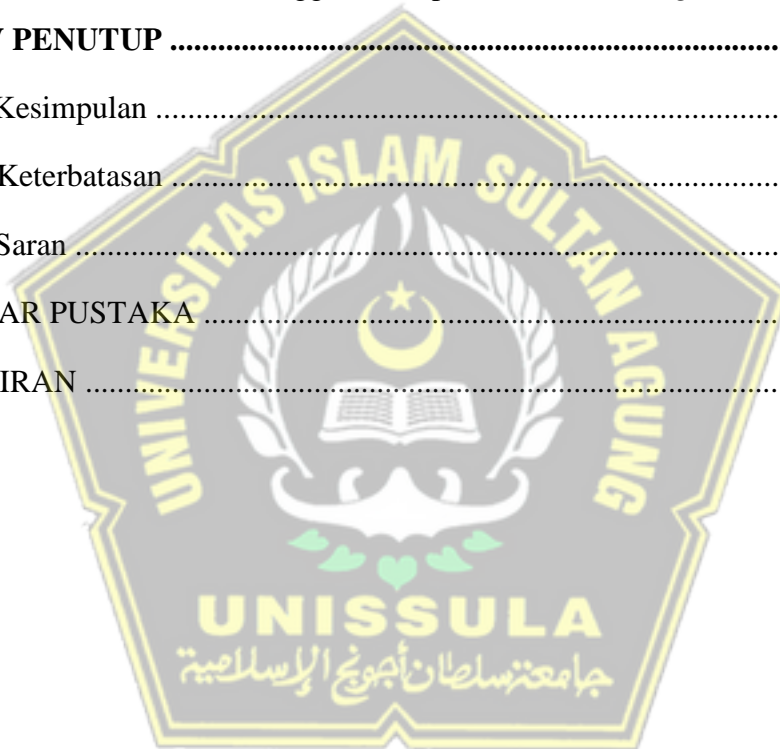 PENUTUP ..............................................................................
Kesimpulan ..............................................................................
Keterbatasan ..............................................................................
Saran ..............................................................................
AR PUSTAKA ..............................................................................
IRAN ..............................................................................
UNIVERSITAS ISLAM SULTAN AGUNG
UNISSULA
جامعة سلطان أجونج الإسلامية